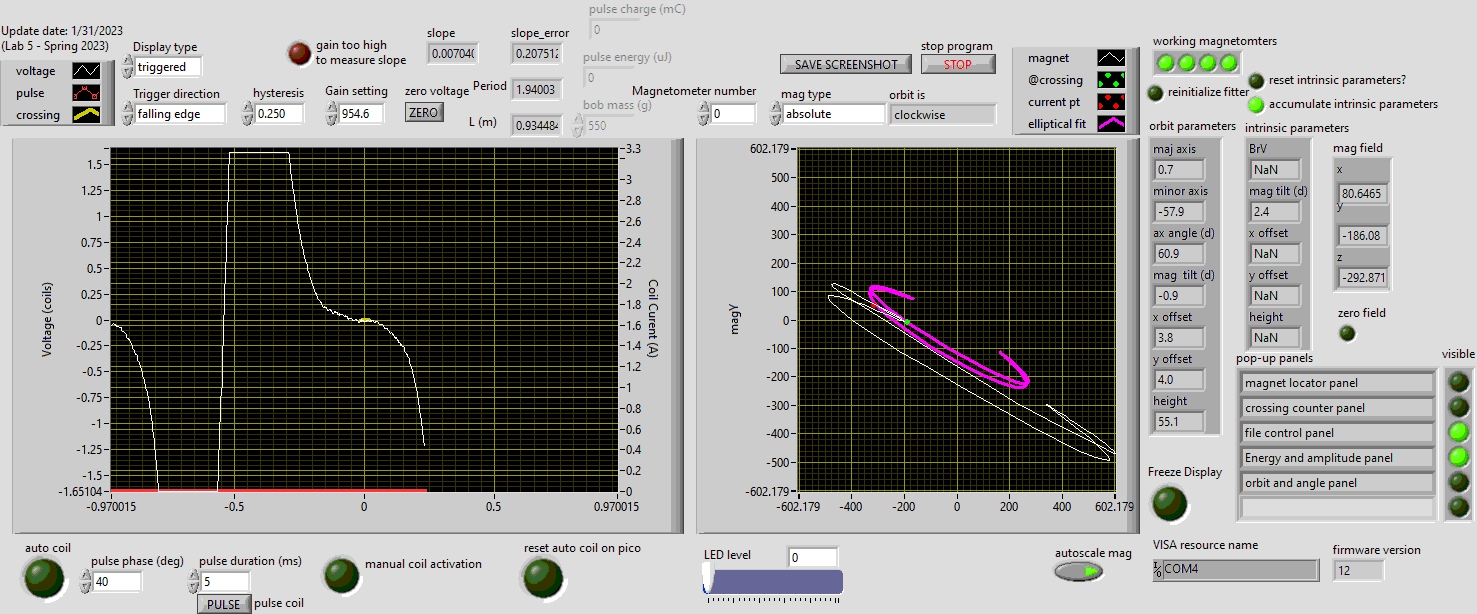 pulse charge (mC)
0
Update date: 1/31/2023
(Lab 5 - Spring 2023)
voltage
pulse
crossing
Display type
triggered
Trigger direction
falling edge
gain too high
to measure slope
hysteresis
0.250
Gain setting
954.6
slope
slope_error
0.207512
zero voltage
ZERO
Period
1.94003
L (m)
0.934484
pulse energy (uJ)
0
bob mass (g)
550
Magnetometer number
0
SAVE SCREENSHOT
stop program
STOP
mag type
absolute
orbit is
clockwise
magnet
@crossing
current pt
elliptical fit
working magnetomters
reset intrinsic parameters?
reinitialize fitter
accumulate intrinsic parameters
Voltage (coils)
1.5
1.25
1
0.75
0.5
0.25
0
-0.25
-0.5
-0.75
-1
-1.25
-1.5
-1.65104
-0.970015
-0.5
0
0.5
0.970015
3.3
3
2.8
2.6
2.4
2.2
2
1.8
1.6
1.4
1.2
1
0.8
0.6
0.4
0.2
0
Coil Curent (A)
magy
602.179
500
400
300
200
100
0
-100
-200
-300
-400
-500
-602.179
-602.179
-400
-200
0
200
400
602.179
orbit parameters
maj axis
0.7
minor axis
-57.9
ax angle (d)
60.9
mag tilt (d)
-0.9
x offset
3.8
y offset
4.0
height
55.1
intrinsic parameters
BrV
NaN
mag tilt (d)
2.4
x offset
NaN
y offset
NaN
height
NaN
mag field
x
80.6465
y
-186.08
z
-292.871
zero field
pop-up panels
visible
magnet locator panel
crossing counter panel
file control panel
Energy and amplitude panel
orbit and angle panel
Freeze Display
auto coil
pulse phase (deg)
40
pulse duration (ms)
5
PULSE
pulse coil
manual coil activation
reset auto coil on pico
LED level
0
autoscale mag
VISA resource name
COM4
firmware version
12